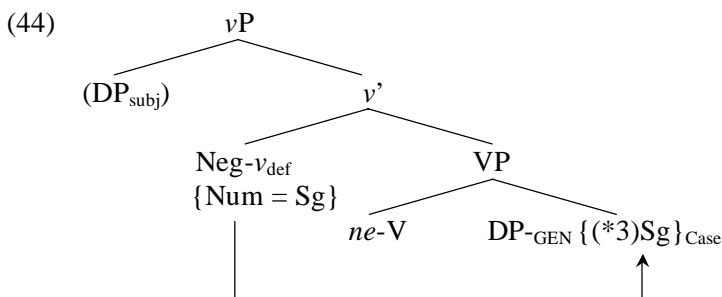 (44) vP
(DPsubj) v’
Neg-vdef VP
{Num = Sg}
ne-V DP-GEN {(*3)Sg}Case